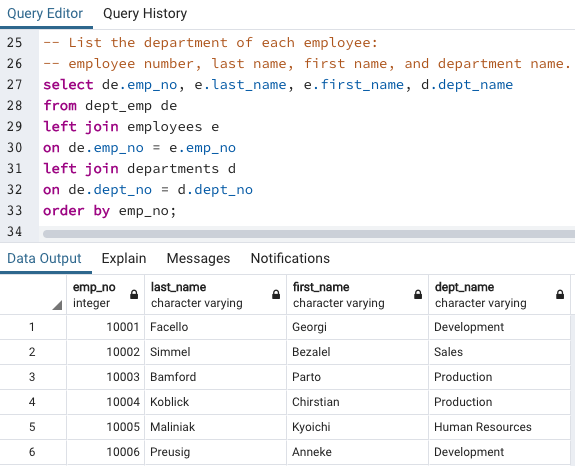 Query Editor Query History
25 -- List the department of each employee:
26 -- employee number, last name, first name, and department name.
27 select de.emp_no, e.last_name, e.first_name, d.dept_name
28 from dept_emp de
29 left join employees e
30 on de.emp_no = e.emp_no
31 left join departments d
32 on de.dept_no = d.dept_no
33 order by emp_no;
34
Data Output Explain Messages Notifications
emp_no last_name first_name dept_name
integer character varying character varying character varying
1 10001 Facello Georgi Development
2 10002 Simmel Bezalel Sales
3 10003 Bamford Parto Production
4 10004 Koblick Chirstian Production
5 10005 Maliniak Kyoichi Human Resources
6 10006 Preusig Anneke Development